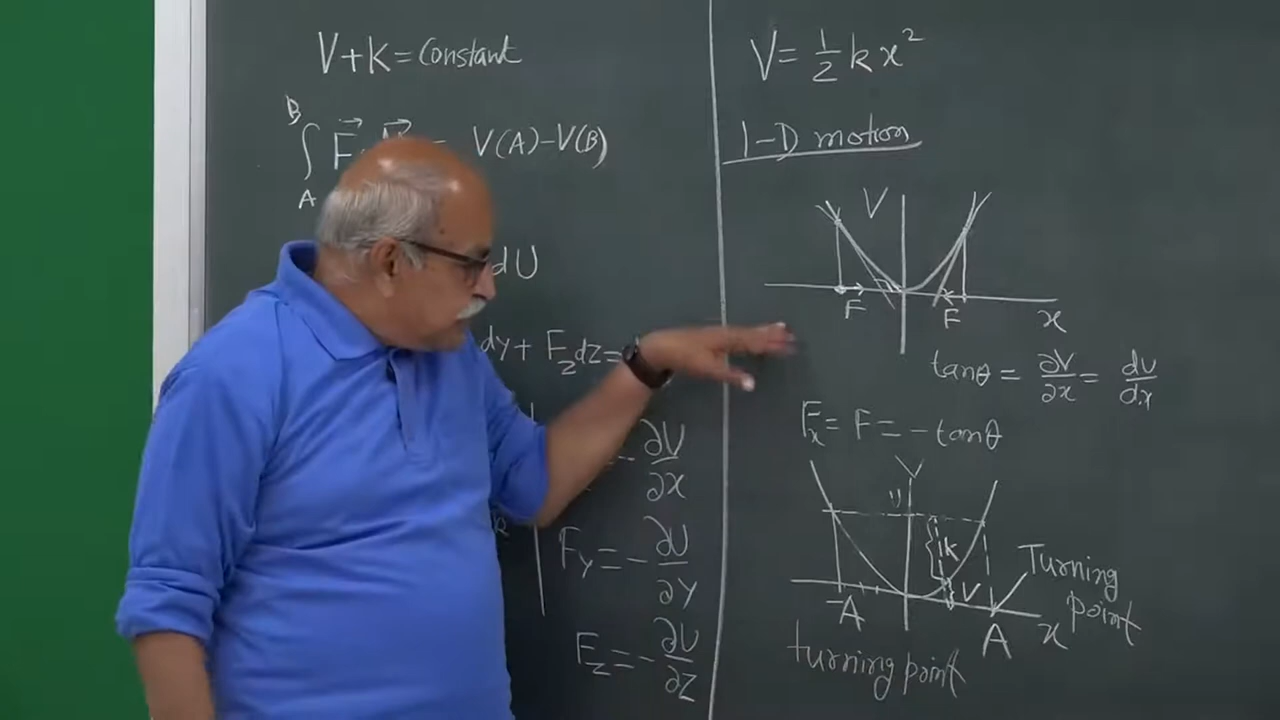 V+K=Constant
B
∫ F⃗ = V(A)-V(B)
A
dU
dy+ F_z dz=
=-∂U/∂x
F_y=-∂U/∂y
F_z=-∂U/∂z
V= 1/2 k x²
1-D motion
V
F F
x
tanθ = ∂V/∂x = dU/dx
F_x= F = -tanθ
Y
U
K
V
Turning
point
-A A x
turning point